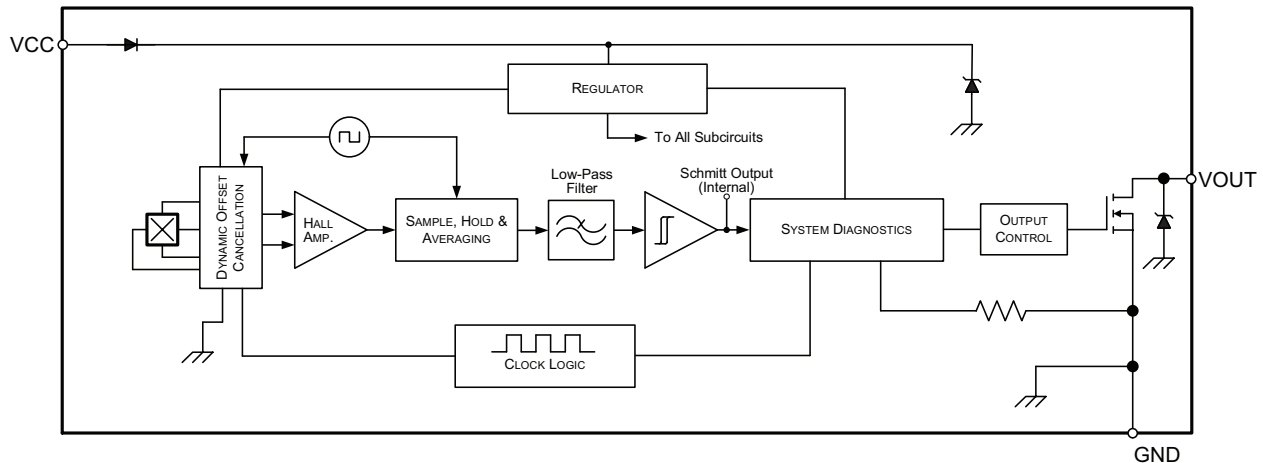 VCC
REGULATOR
To All Subcircuits
DYNAMIC OFFSET
CANCELLATION
HALL
AMP.
SAMPLE, HOLD &
AVERAGING
Low-Pass
Filter
Schmitt Output
(Internal)
SYSTEM DIAGNOSTICS
OUTPUT
CONTROL
VOUT
CLOCK LOGIC
GND